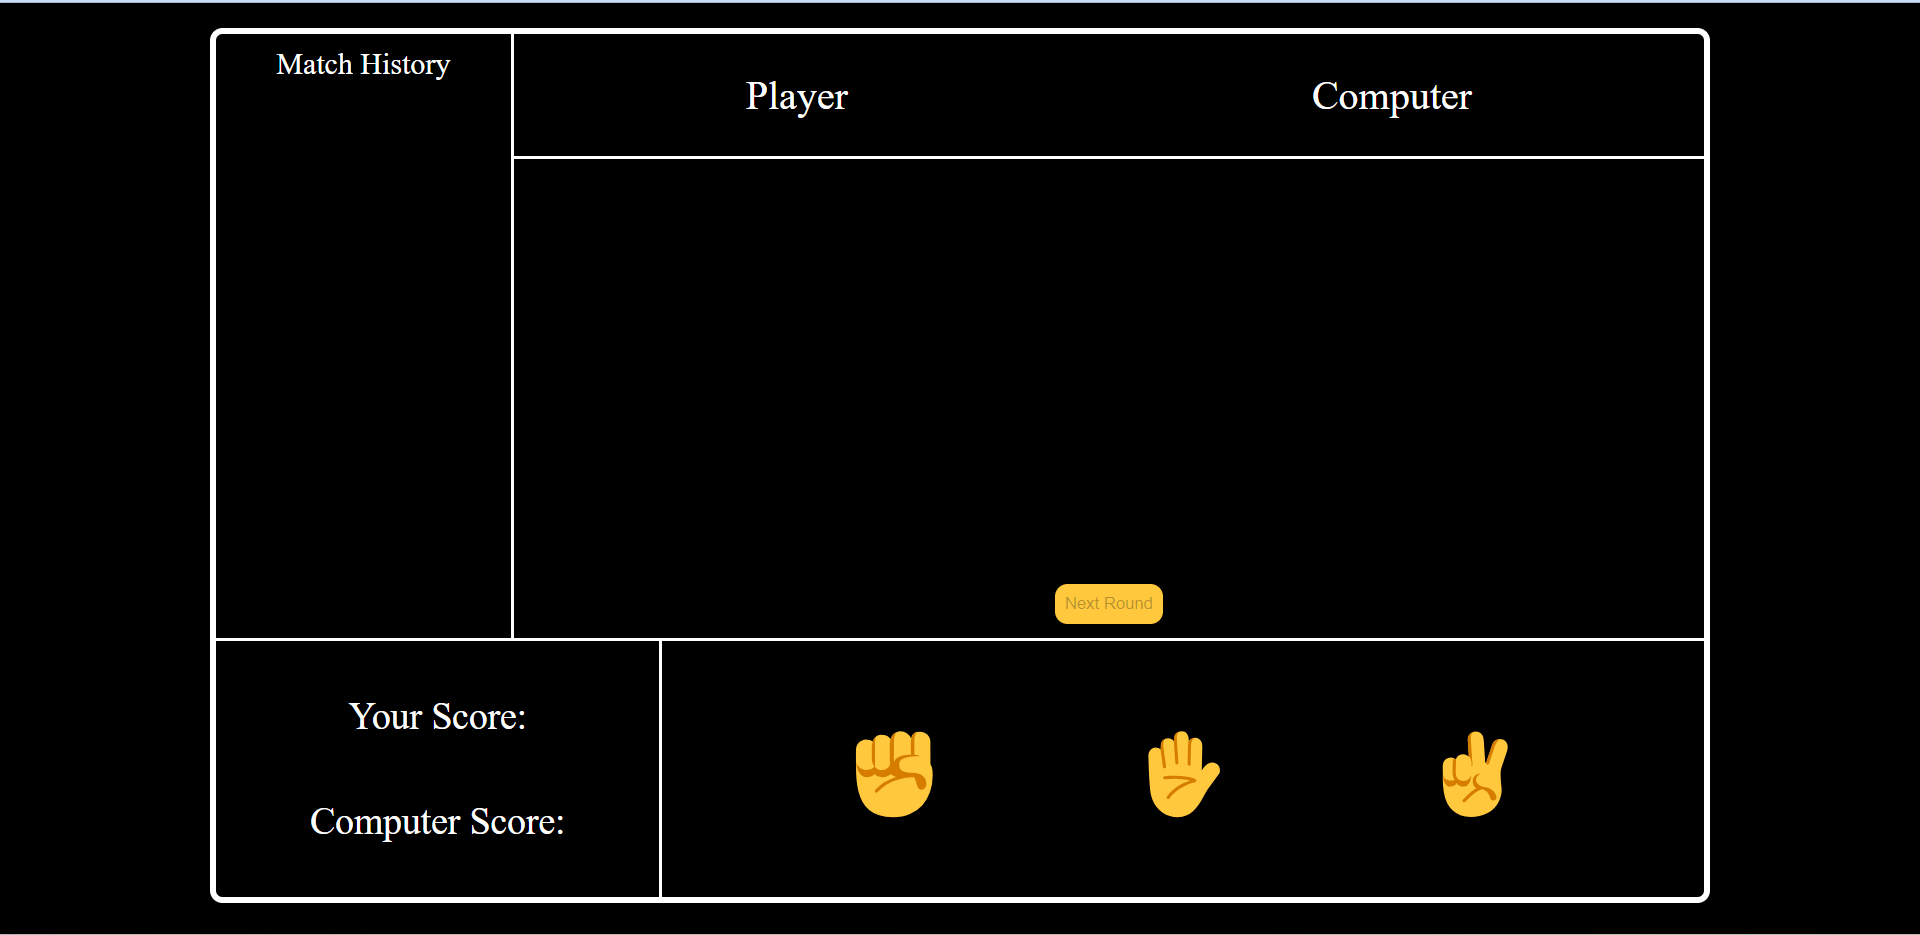 Match History
Player
Computer
Next Round
Your Score:
Computer Score: